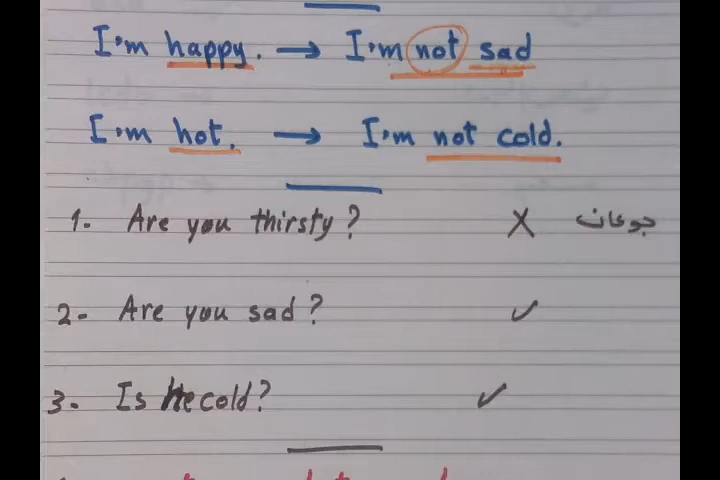 I'm happy. → I'm not sad
I'm hot. → I'm not cold.
1. Are you thirsty? X جوعان
2- Are you sad? ✓
3. Is He cold? ✓